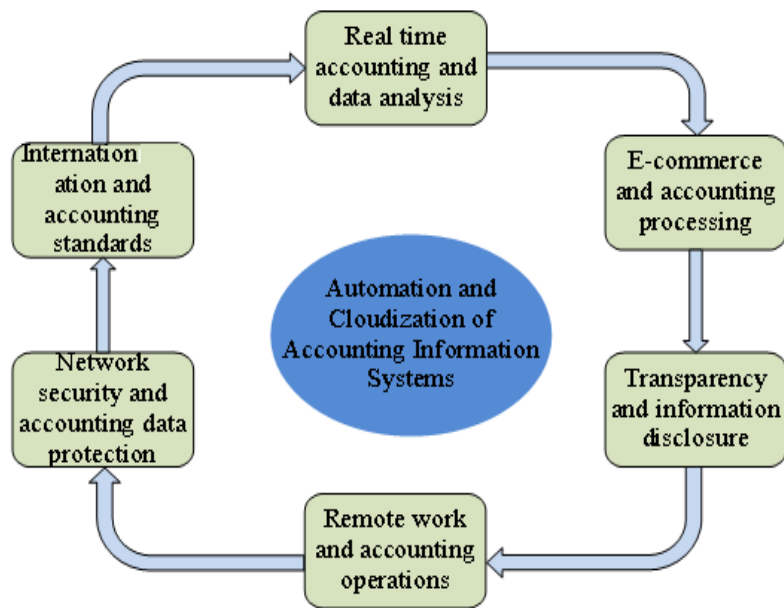 Real time
accounting and
data analysis
E-commerce
and accounting
processing
Transparency
and information
disclosure
Remote work
and accounting
operations
Network
security and
accounting data
protection
Internation
ation and
accounting
standards
Automation and
Cloudization of
Accounting Information
Systems